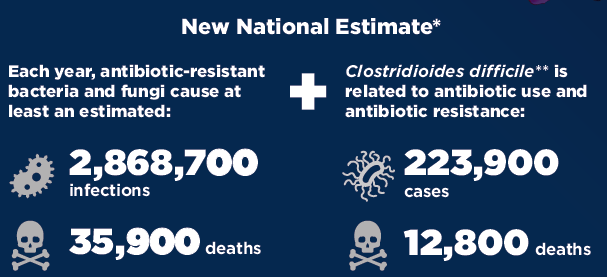 New National Estimate*
Each year, antibiotic-resistant
bacteria and fungi cause at
least an estimated:
2,868,700
infections
35,900 deaths
Clostridioides difficile** is
related to antibiotic use and
antibiotic resistance:
223,900
cases
12,800 deaths